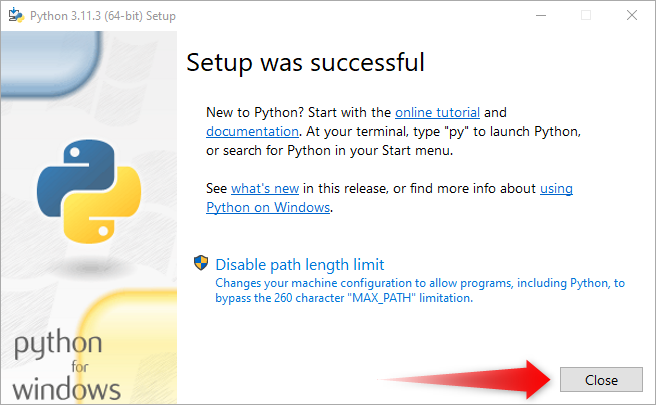 Python 3.11.3 (64-bit) Setup
Setup was successful
New to Python? Start with the online tutorial and
documentation. At your terminal, type "py" to launch Python,
or search for Python in your Start menu.
See what's new in this release, or find more info about using
Python on Windows.
Disable path length limit
Changes your machine configuration to allow programs, including Python, to
bypass the 260 character "MAX_PATH" limitation.
python
for
windows
Close